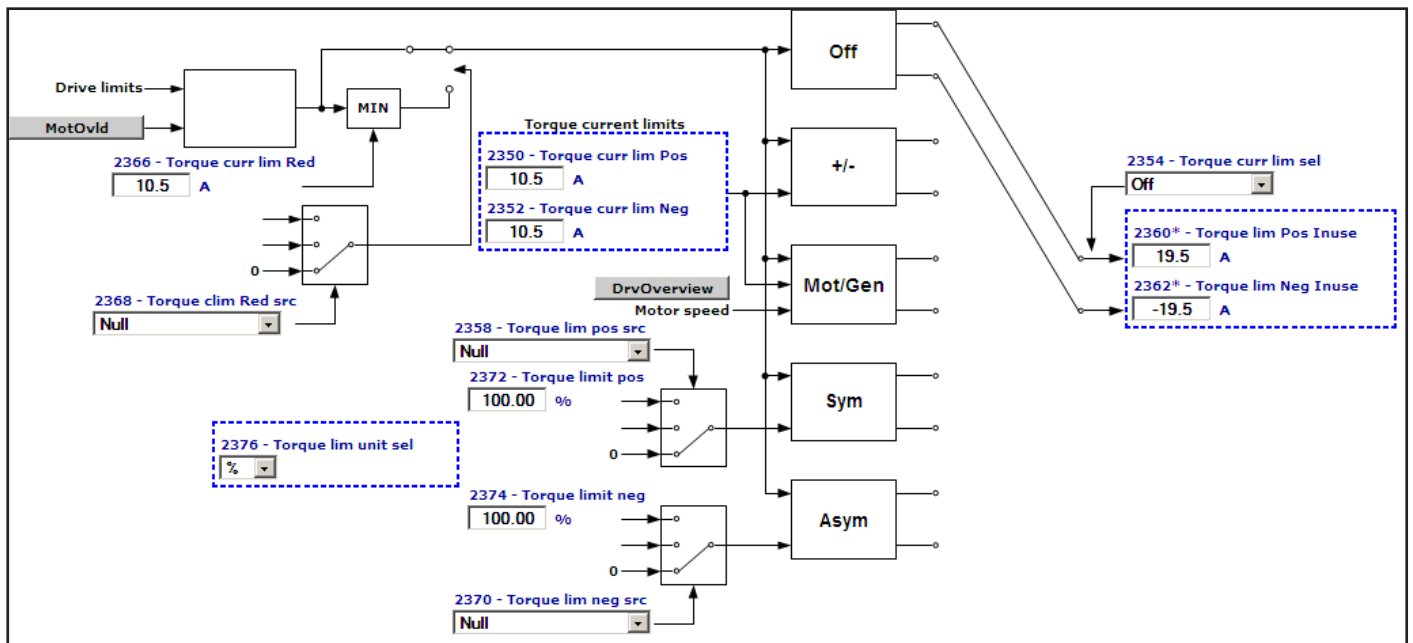 Off
Drive limits
MIN
MotOvld
Torque current limits
2366 - Torque curr lim Red
10.5 A
2350 - Torque curr lim Pos
10.5 A
2352 - Torque curr lim Neg
10.5 A
+/-
2354 - Torque curr lim sel
Off
2360* - Torque lim Pos Inuse
19.5 A
2362* - Torque lim Neg Inuse
-19.5 A
0
2368 - Torque clim Red src
Null
DrvOverview
Motor speed
Mot/Gen
2358 - Torque lim pos src
Null
2372 - Torque limit pos
100.00 %
0
Sym
2376 - Torque lim unit sel
%
2374 - Torque limit neg
100.00 %
0
Asym
2370 - Torque lim neg src
Null